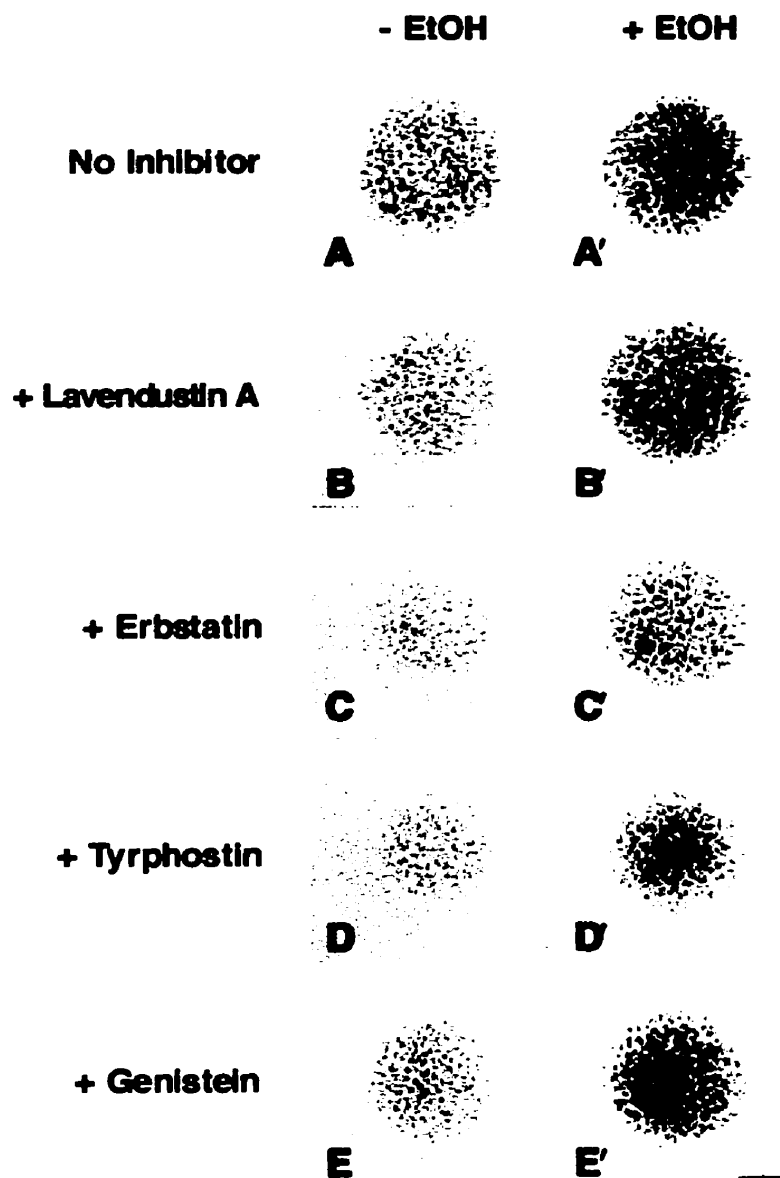 - EtOH + EtOH
No Inhibitor
A A'
+ Lavendustin A
B B'
+ Erbstatin
C C'
+ Tyrphostin
D D'
+ Genistein
E E'